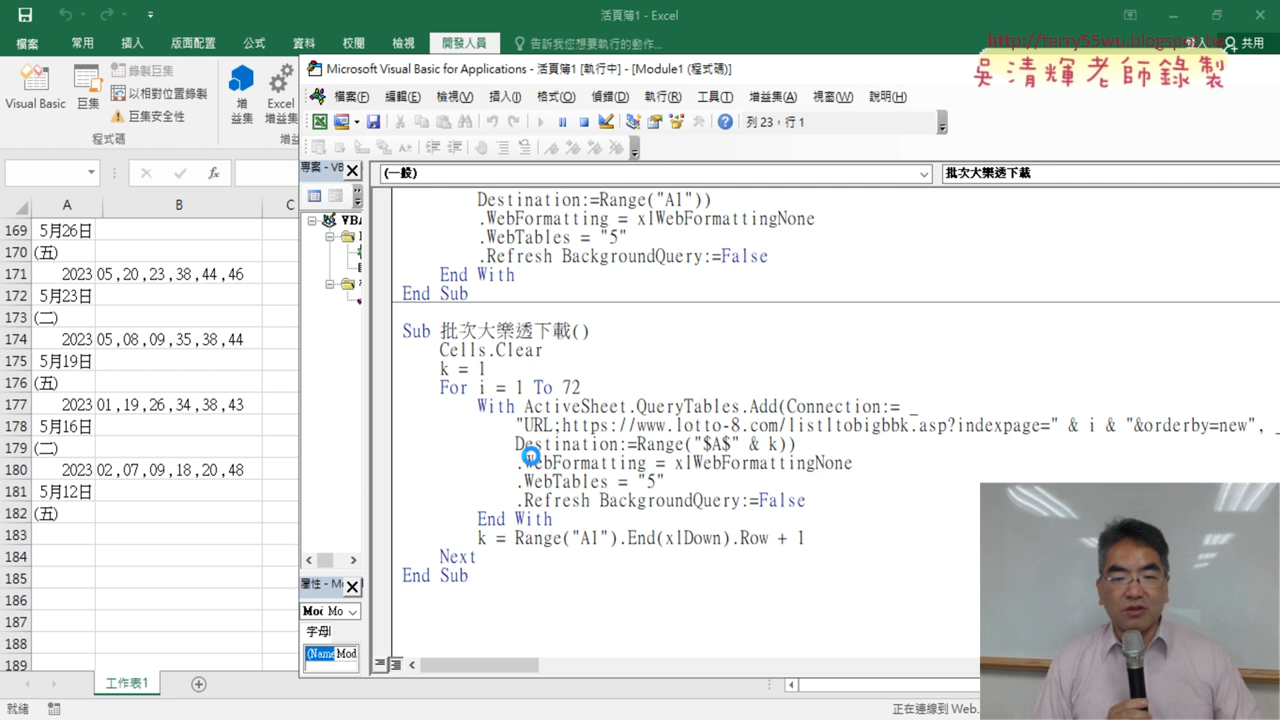 活頁簿1 - Excel
檔案 常用 插入 版面配置 公式 資料 校閱 檢視 開發人員 告訴我您想要執行的動作... 登入 共用
http://terry55wu.blogspot.tw
吳清輝老師錄製
Visual Basic 巨集 錄製巨集 以相對位置錄製 巨集安全性 增益集 Excel 增益集
程式碼
Microsoft Visual Basic for Applications - 活頁簿1 [執行中] - [Module1 (程式碼)]
檔案(F) 編輯(E) 檢視(V) 插入(I) 格式(O) 偵錯(D) 執行(R) 工具(T) 增益集(A) 視窗(W) 說明(H)
列 23，行 1
專案 - VB
(一般) 批次大樂透下載
A B C
169 5月26日
170 (五)
171 2023 05,20,23,38,44,46
172 5月23日
173 (二)
174 2023 05,08,09,35,38,44
175 5月19日
176 (五)
177 2023 01,19,26,34,38,43
178 5月16日
179 (二)
180 2023 02,07,09,18,20,48
181 5月12日
182 (五)
183
184
185
186
187
188
189
Destination:=Range("A1"))
.WebFormatting = xlWebFormattingNone
.WebTables = "5"
.Refresh BackgroundQuery:=False
End With
End Sub
Sub 批次大樂透下載()
Cells.Clear
k = 1
For i = 1 To 72
With ActiveSheet.QueryTables.Add(Connection:= _
"URL;https://www.lotto-8.com/listltobigbbk.asp?indexpage=" & i & "&orderby=new", _
Destination:=Range("$A$" & k))
.WebFormatting = xlWebFormattingNone
.WebTables = "5"
.Refresh BackgroundQuery:=False
End With
k = Range("A1").End(xlDown).Row + 1
Next
End Sub
屬性 - Mo
Mod Mo
字母
(Name Mod
工作表1
就緒
正在連線到 Web.